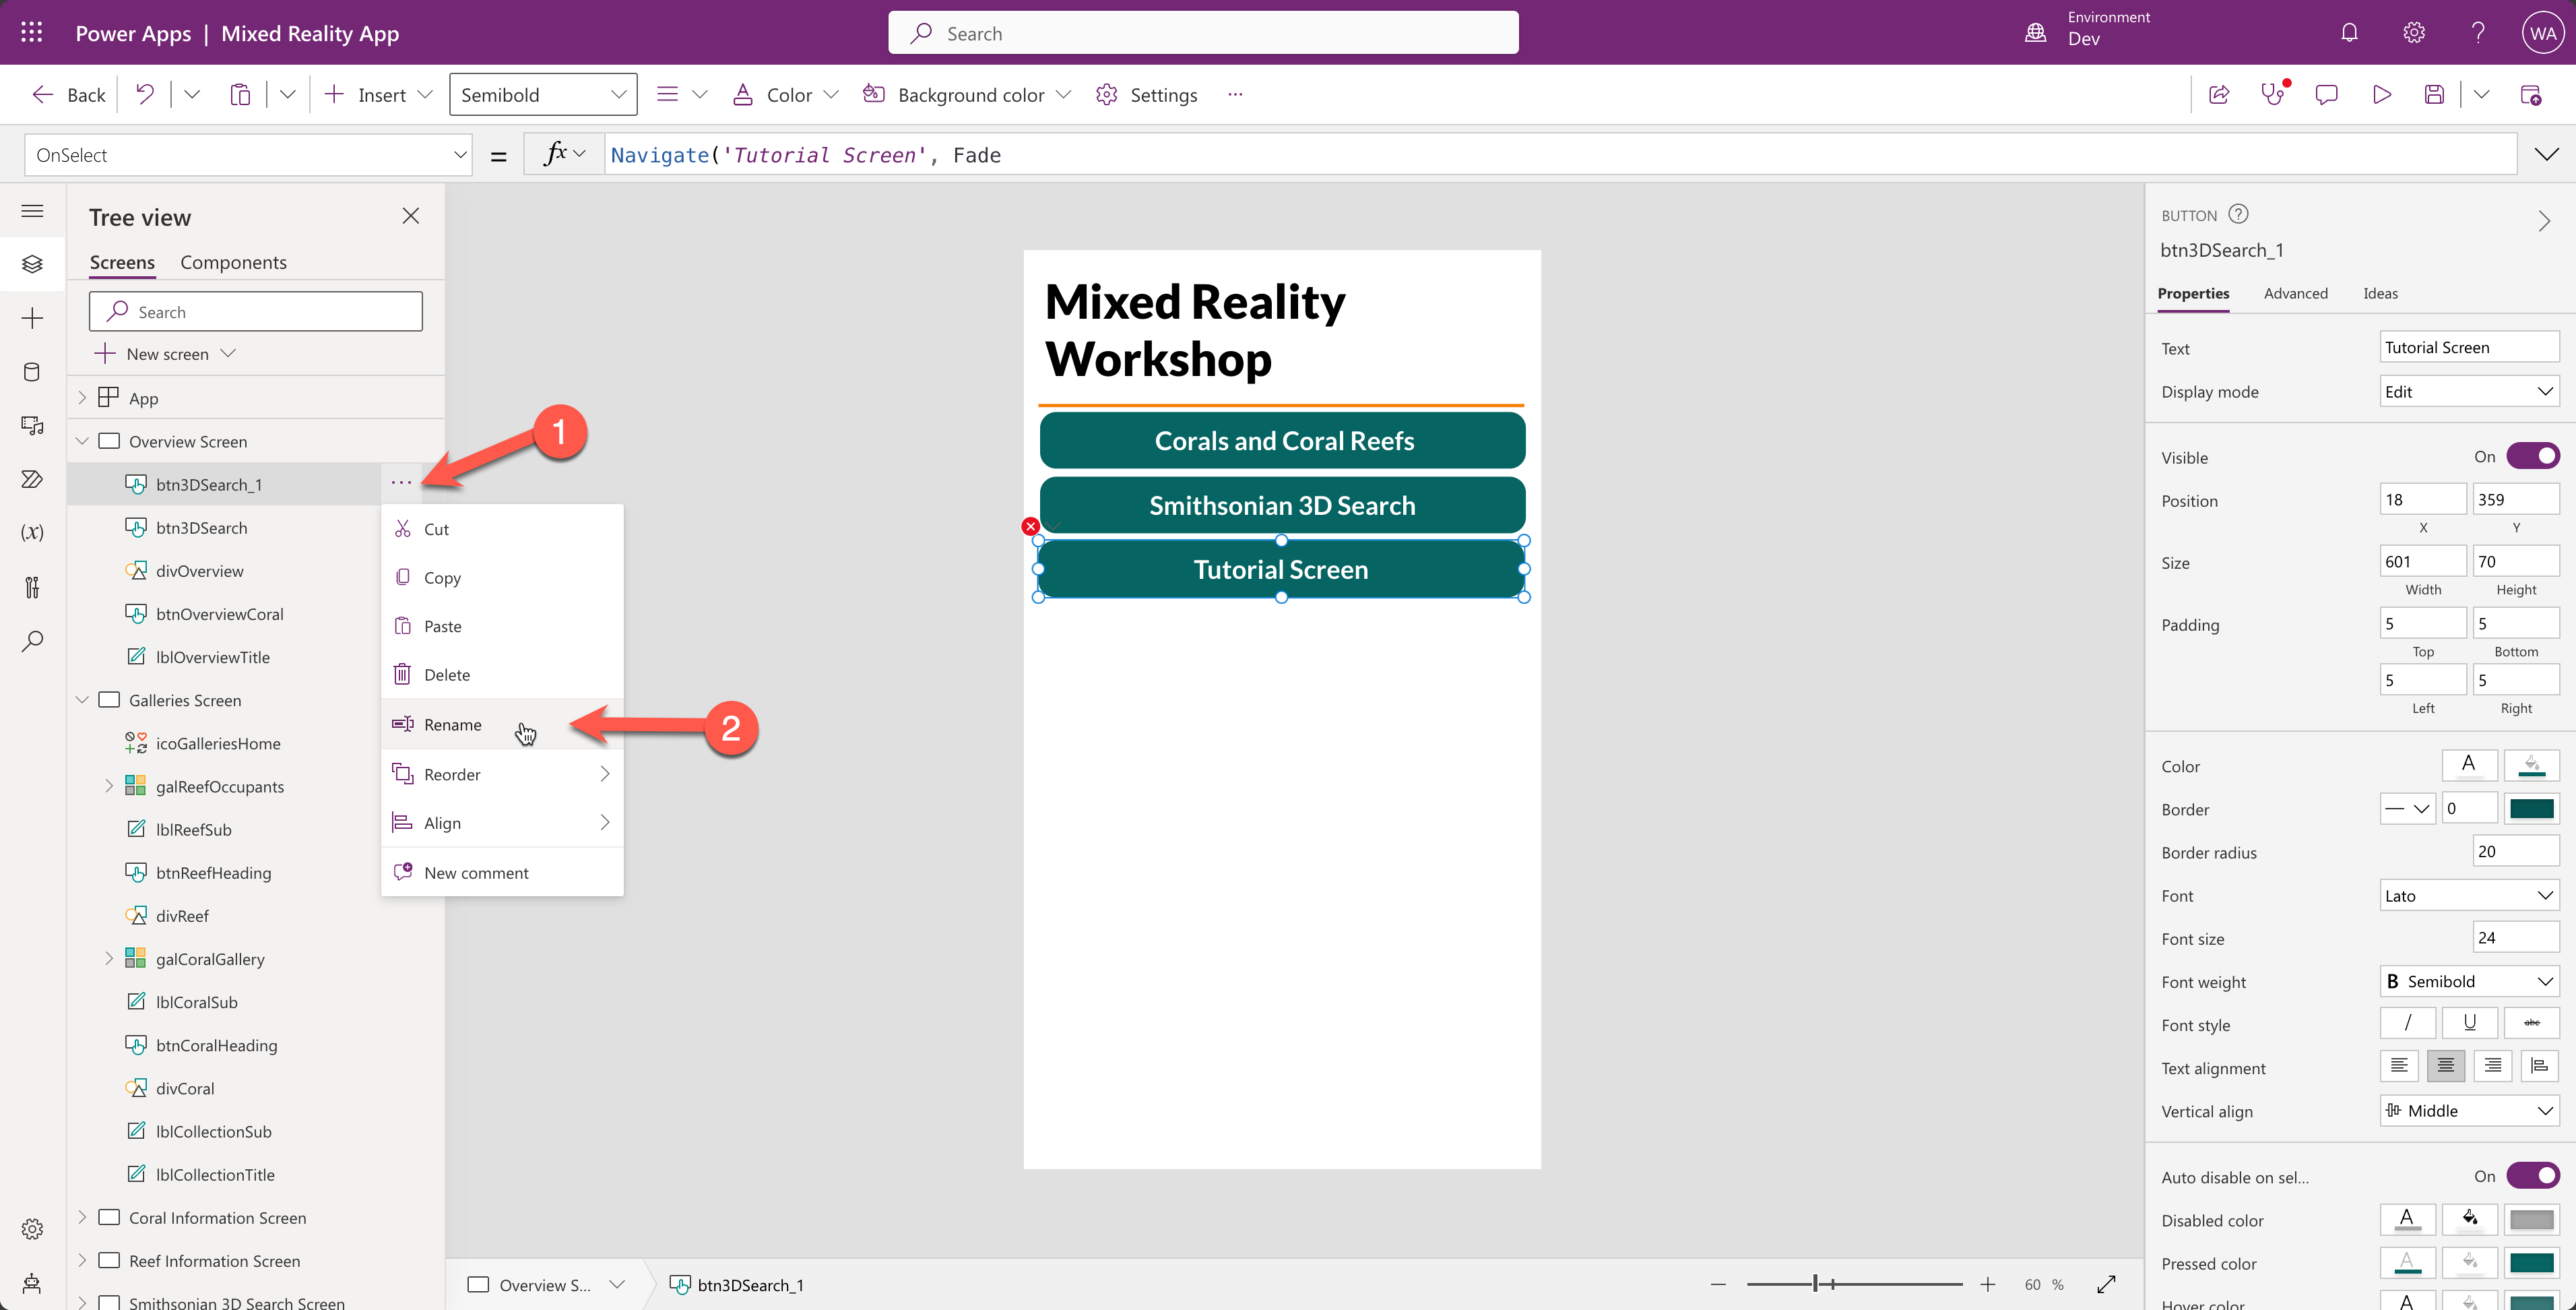 Power Apps | Mixed Reality App
Search
Environment
Dev
WA
Back
Insert
Semibold
Color
Background color
Settings
OnSelect
=
fx
Navigate('Tutorial Screen', Fade
Tree view
Screens
Components
Search
New screen
App
Overview Screen
btn3DSearch_1
btn3DSearch
divOverview
btnOverviewCoral
lblOverviewTitle
Galleries Screen
icoGalleriesHome
galReefOccupants
lblReefSub
btnReefHeading
divReef
galCoralGallery
lblCoralSub
btnCoralHeading
divCoral
lblCollectionSub
lblCollectionTitle
Coral Information Screen
Reef Information Screen
Smithsonian 3D Search Screen
1
Cut
Copy
Paste
Delete
Rename
2
Reorder
Align
New comment
Mixed Reality
Workshop
Corals and Coral Reefs
Smithsonian 3D Search
Tutorial Screen
Overview S...
btn3DSearch_1
60 %
BUTTON
btn3DSearch_1
Properties
Advanced
Ideas
Text
Tutorial Screen
Display mode
Edit
Visible
On
Position
18
359
X
Y
Size
601
70
Width
Height
Padding
5
5
Top
Bottom
5
5
Left
Right
Color
A
Border
0
Border radius
20
Font
Lato
Font size
24
Font weight
B Semibold
Font style
/
U
abc
Text alignment
Vertical align
Middle
Auto disable on sel...
On
Disabled color
A
Pressed color
A
Hover color
A